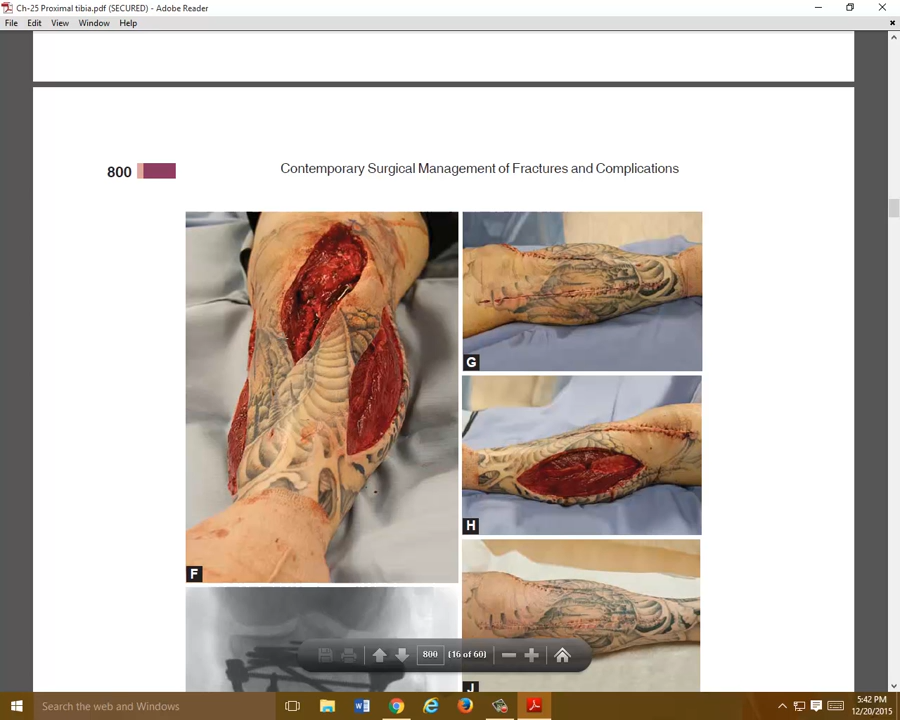 Ch-25 Proximal tibia.pdf (SECURED) - Adobe Reader
File Edit View Window Help
800
Contemporary Surgical Management of Fractures and Complications
G
H
F
J
800 (16 of 60)
Search the web and Windows
5:42 PM
12/20/2015